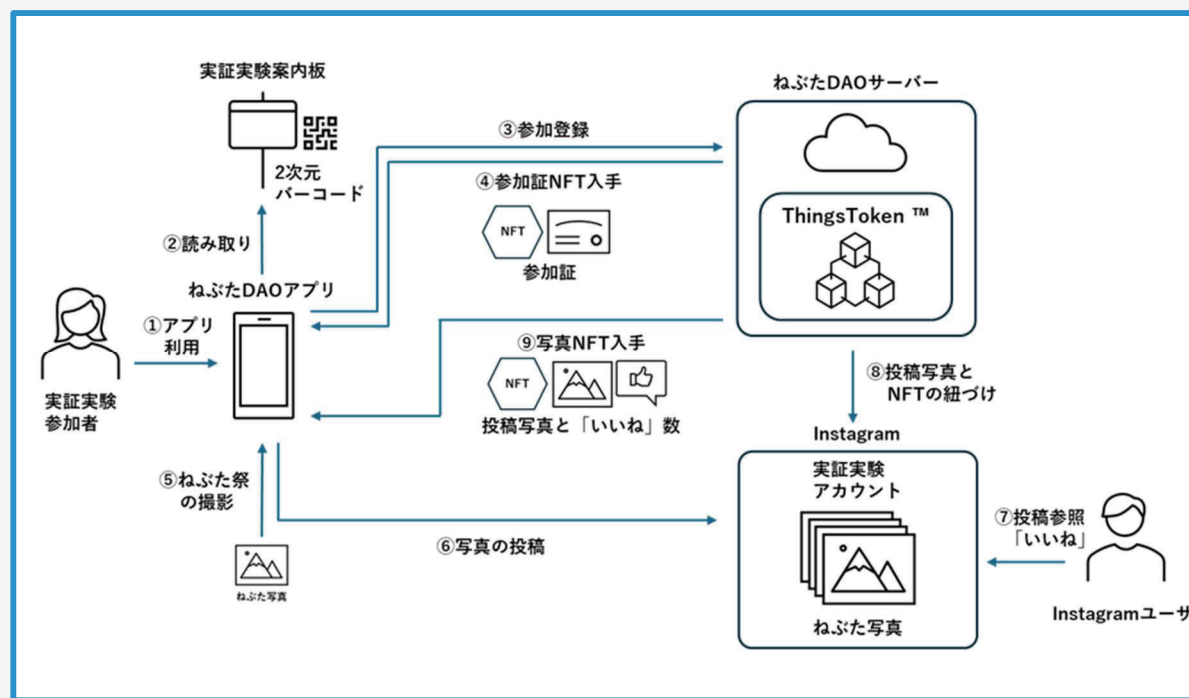 実証実験案内板
2次元
バーコード
②読み取り
ねぶたDAOアプリ
①アプリ
利用
実証実験
参加者
③参加登録
④参加証NFT入手
NFT
参加証
ねぶたDAOサーバー
ThingsToken ™
⑨写真NFT入手
NFT
投稿写真と「いいね」数
⑧投稿写真と
NFTの紐づけ
⑤ねぶた祭
の撮影
ねぶた写真
⑥写真の投稿
Instagram
実証実験
アカウント
ねぶた写真
⑦投稿参照
「いいね」
Instagramユーザ